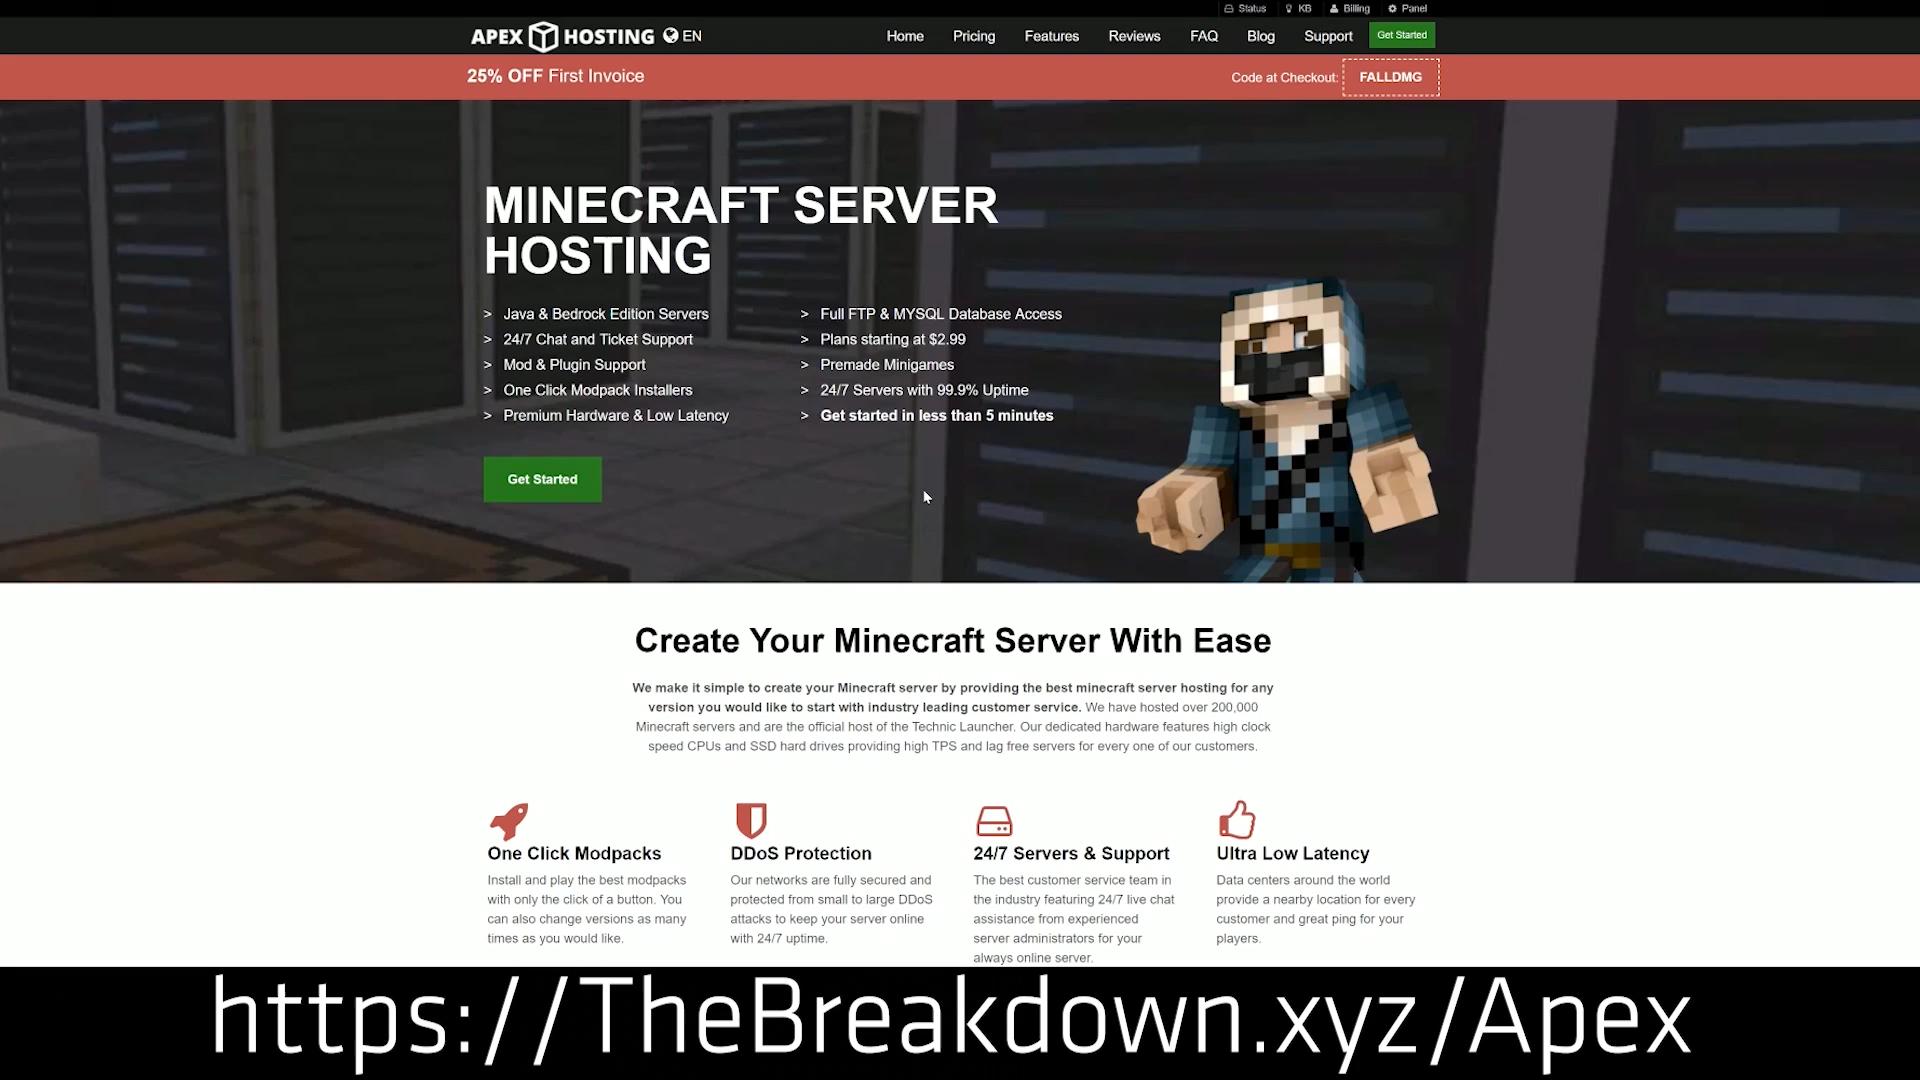 Status KB Billing Panel
APEX HOSTING EN Home Pricing Features Reviews FAQ Blog Support Get Started
25% OFF First Invoice Code at Checkout: FALLDMG
MINECRAFT SERVER
HOSTING
> Java & Bedrock Edition Servers
> 24/7 Chat and Ticket Support
> Mod & Plugin Support
> One Click Modpack Installers
> Premium Hardware & Low Latency
> Full FTP & MYSQL Database Access
> Plans starting at $2.99
> Premade Minigames
> 24/7 Servers with 99.9% Uptime
> Get started in less than 5 minutes
Get Started
Create Your Minecraft Server With Ease
We make it simple to create your Minecraft server by providing the best minecraft server hosting for any
version you would like to start with industry leading customer service. We have hosted over 200,000
Minecraft servers and are the official host of the Technic Launcher. Our dedicated hardware features high clock
speed CPUs and SSD hard drives providing high TPS and lag free servers for every one of our customers.
One Click Modpacks
Install and play the best modpacks
with only the click of a button. You
can also change versions as many
times as you would like.
DDoS Protection
Our networks are fully secured and
protected from small to large DDoS
attacks to keep your server online
with 24/7 uptime.
24/7 Servers & Support
The best customer service team in
the industry featuring 24/7 live chat
assistance from experienced
server administrators for your
always online server.
Ultra Low Latency
Data centers around the world
provide a nearby location for every
customer and great ping for your
players.
https://TheBreakdown.xyz/Apex